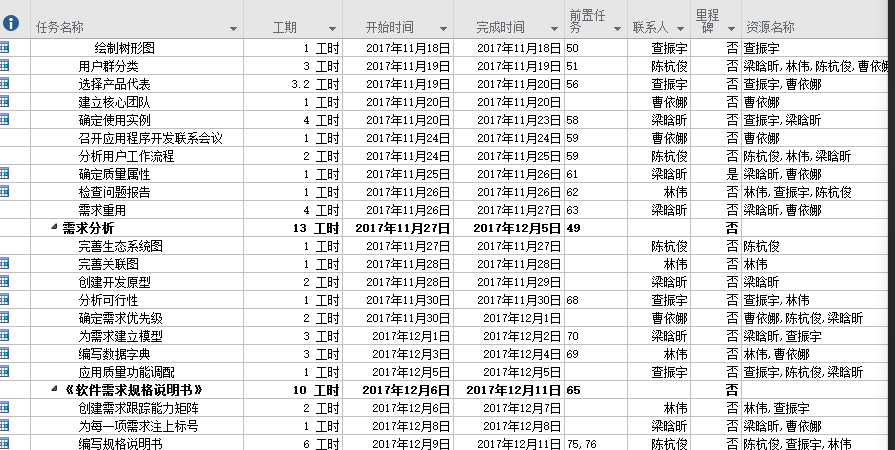 任务名称 工期 开始时间 完成时间 前置任务 联系人 里程碑 资源名称
绘制树形图 1 工时 2017年11月18日 2017年11月18日 50 查振宇 否 查振宇
用户群分类 3 工时 2017年11月19日 2017年11月19日 51 陈杭俊 否 梁晗昕, 林伟, 陈杭俊, 曹依娜
选择产品代表 3.2 工时 2017年11月19日 2017年11月20日 56 查振宇 否 查振宇, 曹依娜
建立核心团队 1 工时 2017年11月20日 2017年11月20日 曹依娜 否 曹依娜
确定使用实例 4 工时 2017年11月20日 2017年11月23日 58 梁晗昕 否 查振宇, 梁晗昕
召开应用程序开发联系会议 1 工时 2017年11月24日 2017年11月24日 59 曹依娜 否 曹依娜
分析用户工作流程 2 工时 2017年11月24日 2017年11月25日 59 陈杭俊 否 陈杭俊, 林伟, 梁晗昕
确定质量属性 1 工时 2017年11月25日 2017年11月26日 61 梁晗昕 是 梁晗昕, 曹依娜
检查问题报告 1 工时 2017年11月26日 2017年11月26日 62 林伟 否 林伟, 查振宇, 陈杭俊
需求重用 4 工时 2017年11月26日 2017年11月27日 63 梁晗昕 否 梁晗昕, 曹依娜
需求分析 13 工时 2017年11月27日 2017年12月5日 49 否
完善生态系统图 1 工时 2017年11月27日 2017年11月27日 陈杭俊 否 陈杭俊
完善关联图 1 工时 2017年11月28日 2017年11月28日 林伟 否 林伟
创建开发原型 2 工时 2017年11月28日 2017年11月29日 梁晗昕 否 梁晗昕
分析可行性 1 工时 2017年11月30日 2017年11月30日 68 查振宇 否 查振宇, 林伟
确定需求优先级 2 工时 2017年11月30日 2017年12月1日 曹依娜 否 曹依娜, 陈杭俊, 梁晗昕
为需求建立模型 3 工时 2017年12月1日 2017年12月2日 70 梁晗昕 否 梁晗昕, 查振宇
编写数据字典 3 工时 2017年12月3日 2017年12月4日 69 林伟 否 林伟, 曹依娜
应用质量功能调配 1 工时 2017年12月5日 2017年12月5日 查振宇 否 查振宇, 陈杭俊, 梁晗昕
《软件需求规格说明书》 10 工时 2017年12月6日 2017年12月11日 65 否
创建需求跟踪能力矩阵 2 工时 2017年12月6日 2017年12月7日 林伟 否 林伟, 查振宇
为每一项需求注上标号 1 工时 2017年12月8日 2017年12月8日 梁晗昕 否 梁晗昕, 曹依娜
编写规格说明书 6 工时 2017年12月9日 2017年12月11日 75, 76 陈杭俊 否 陈杭俊, 查振宇, 林伟